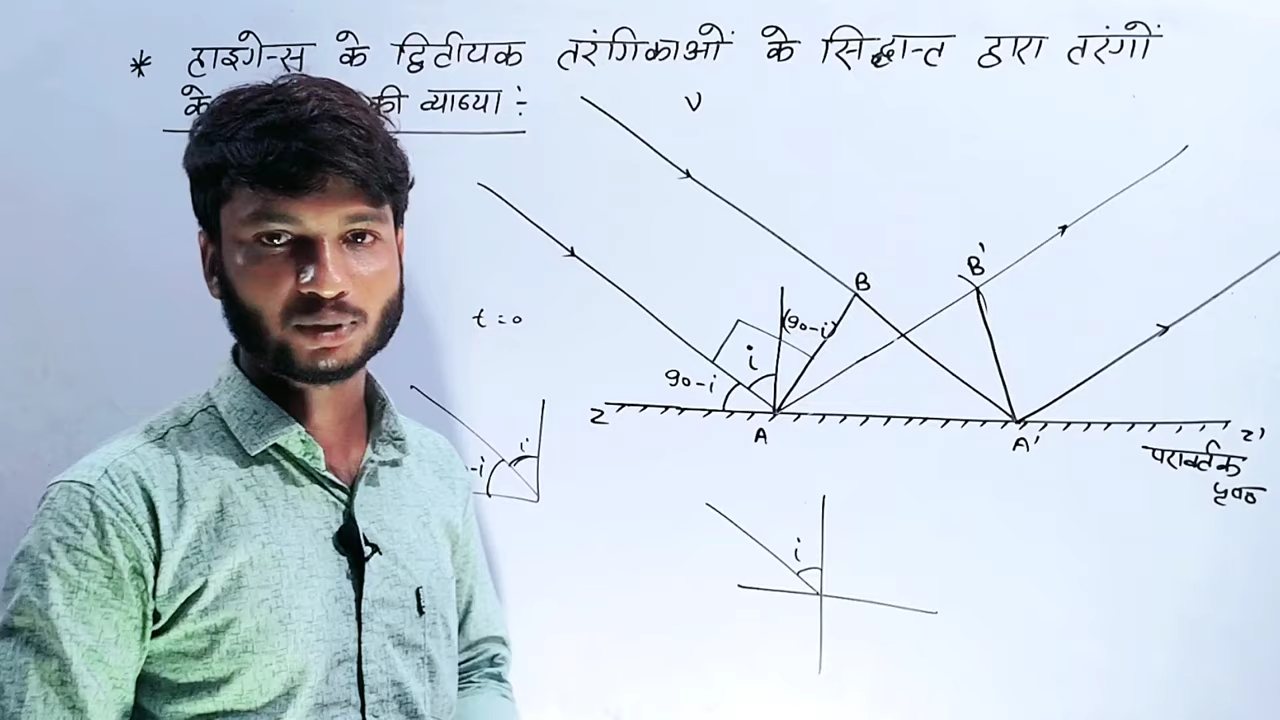 * हाइगेन्स के द्वितीयक तरंगिकाओं के सिद्धान्त द्वारा तरंगों
के की व्याख्या :-
v
B
B'
t = 0
(90-i)
i
90-i
Z
A
A'
Z'
परावर्तक
पृष्ठ
i
-i
i